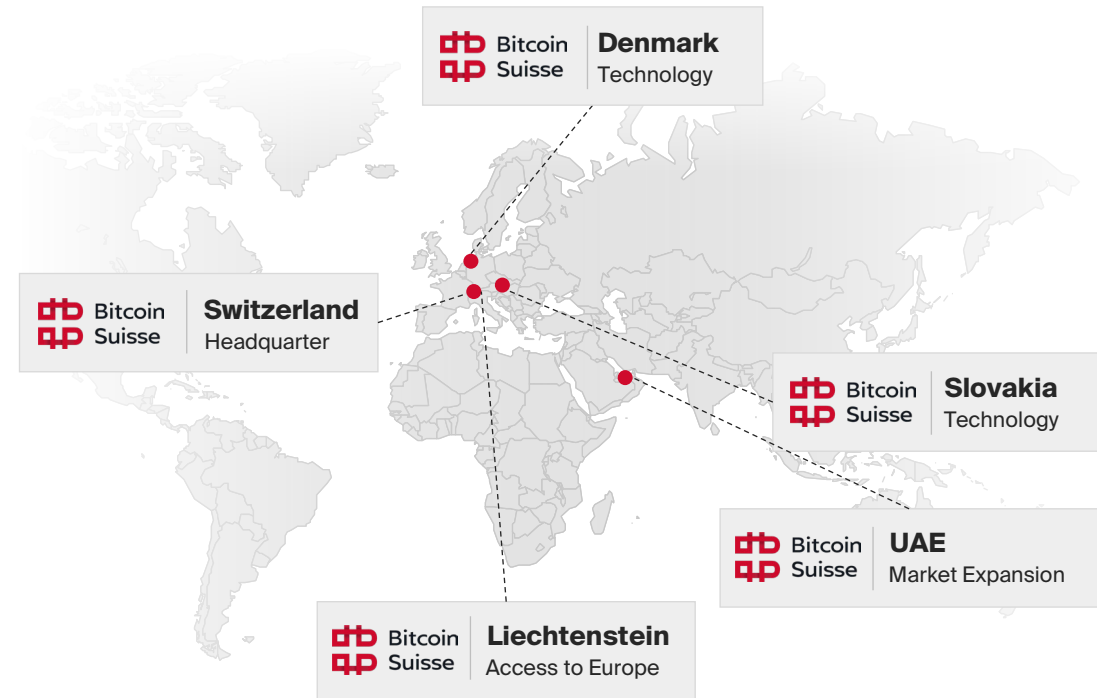 Bitcoin
Suisse
Denmark
Technology
Bitcoin
Suisse
Switzerland
Headquarter
Bitcoin
Suisse
Slovakia
Technology
Bitcoin
Suisse
UAE
Market Expansion
Bitcoin
Suisse
Liechtenstein
Access to Europe